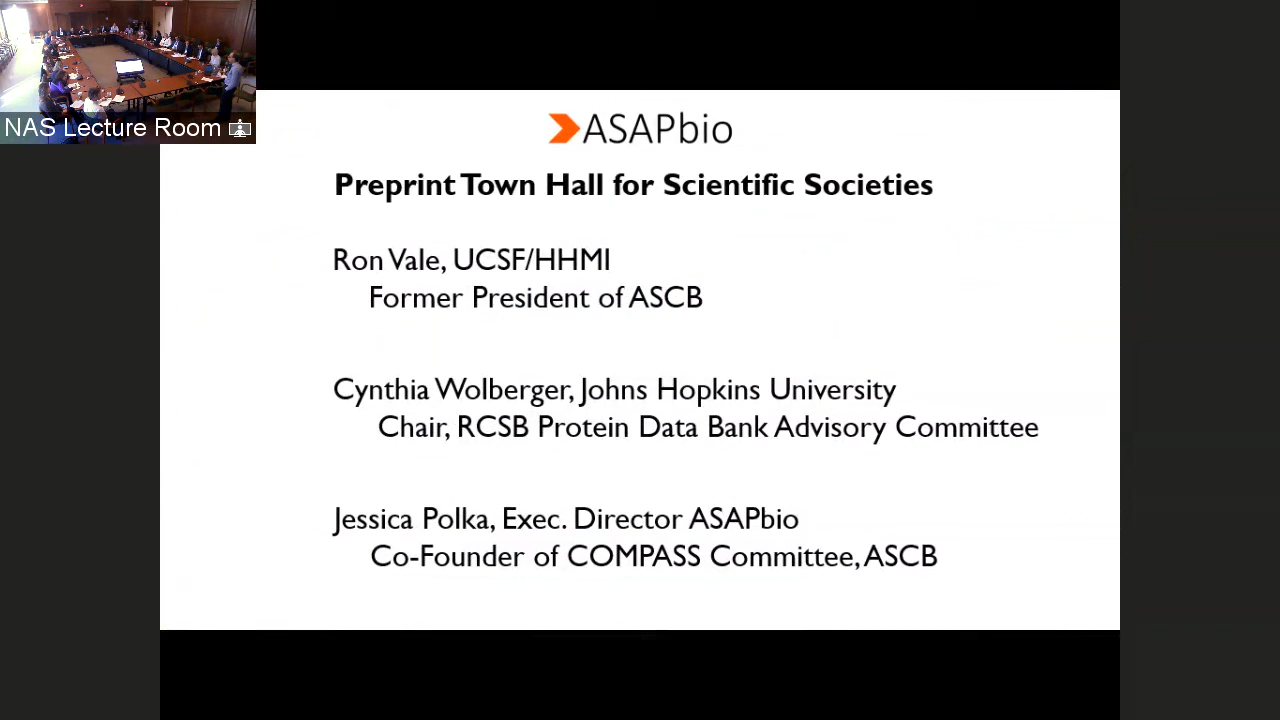 NAS Lecture Room
ASAPbio
Preprint Town Hall for Scientific Societies
Ron Vale, UCSF/HHMI
Former President of ASCB
Cynthia Wolberger, Johns Hopkins University
Chair, RCSB Protein Data Bank Advisory Committee
Jessica Polka, Exec. Director ASAPbio
Co-Founder of COMPASS Committee, ASCB